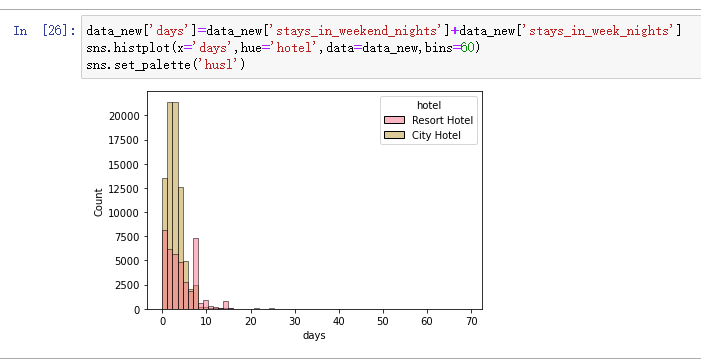 In [26]: data_new['days']=data_new['stays_in_weekend_nights']+data_new['stays_in_week_nights']
sns.histplot(x='days',hue='hotel',data=data_new,bins=60)
sns.set_palette('husl')
hotel
Resort Hotel
City Hotel
20000
17500
15000
12500
10000
7500
5000
2500
0
Count
0 10 20 30 40 50 60 70
days